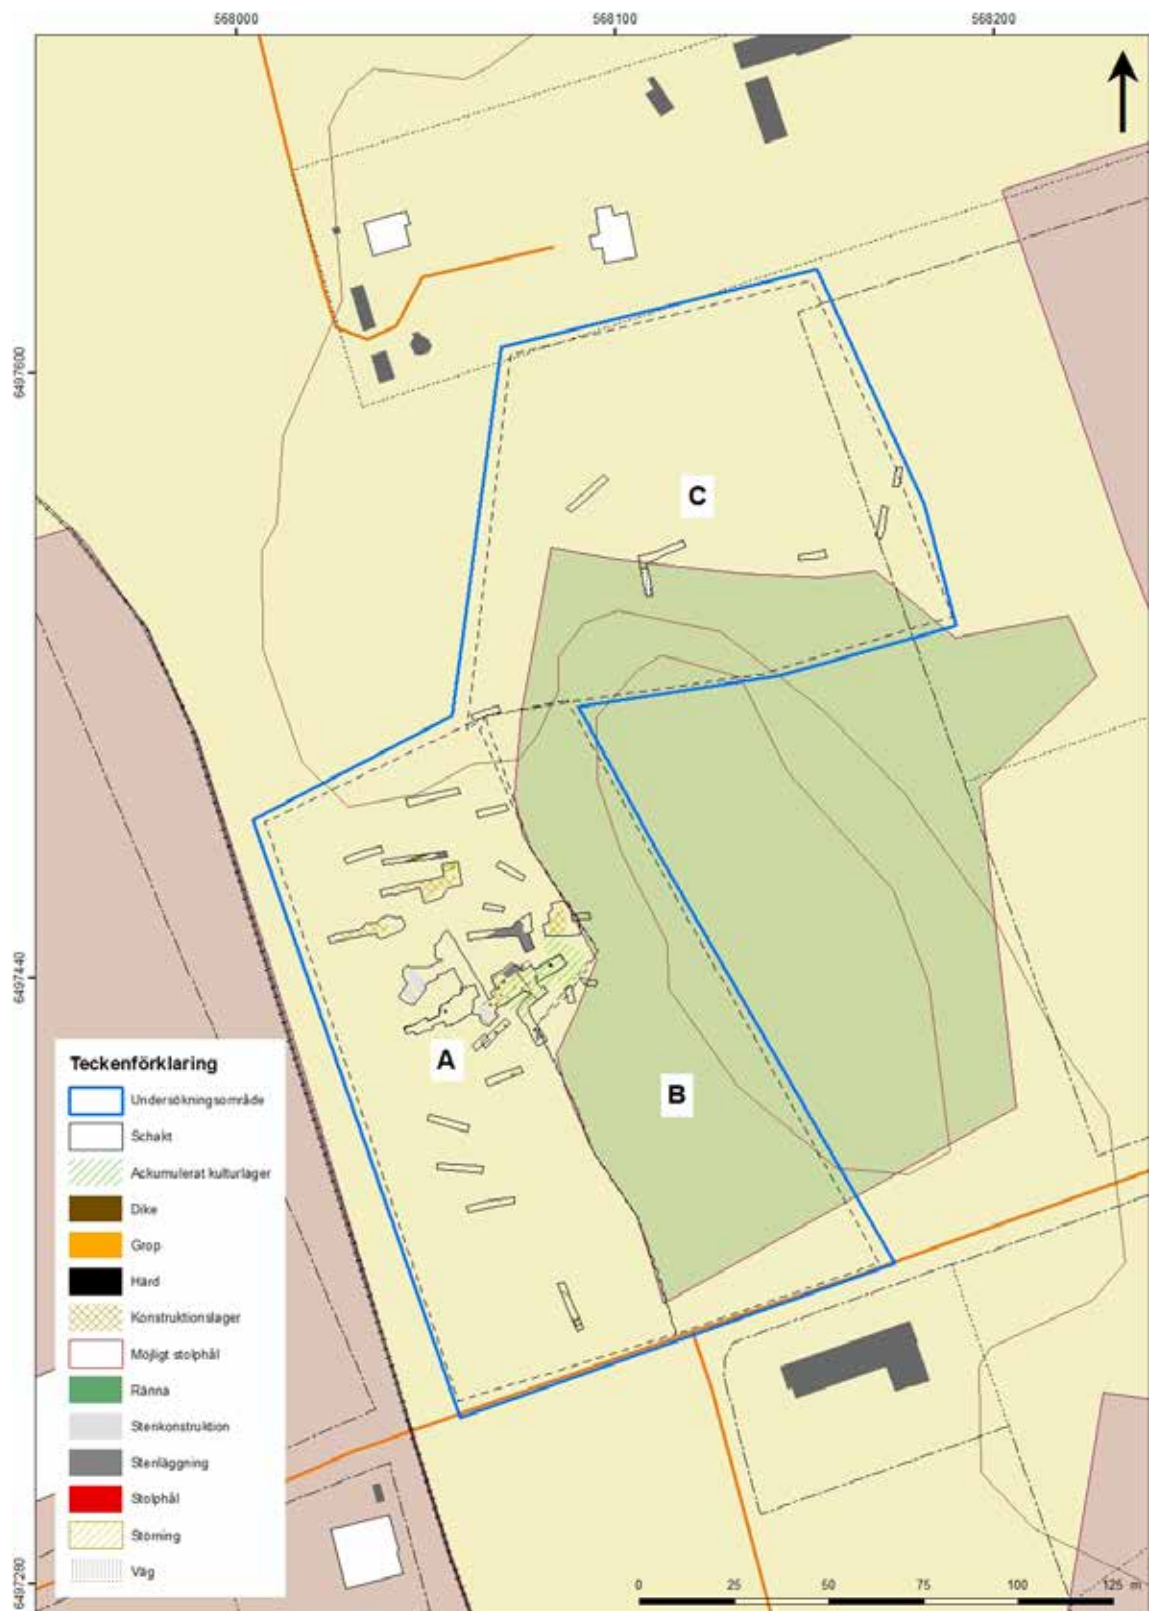 568000 568100 568200
6497600
C
6497440
A
B
Teckenförklaring
Undersökningsområde
Schakt
Ackumulerat kulturlager
Dike
Grop
Härd
Konstruktionslager
Möjligt stolphål
Ränna
Stenkonstruktion
Stenläggning
Stolphål
Störning
Väg
6497280
0 25 50 75 100 125 m